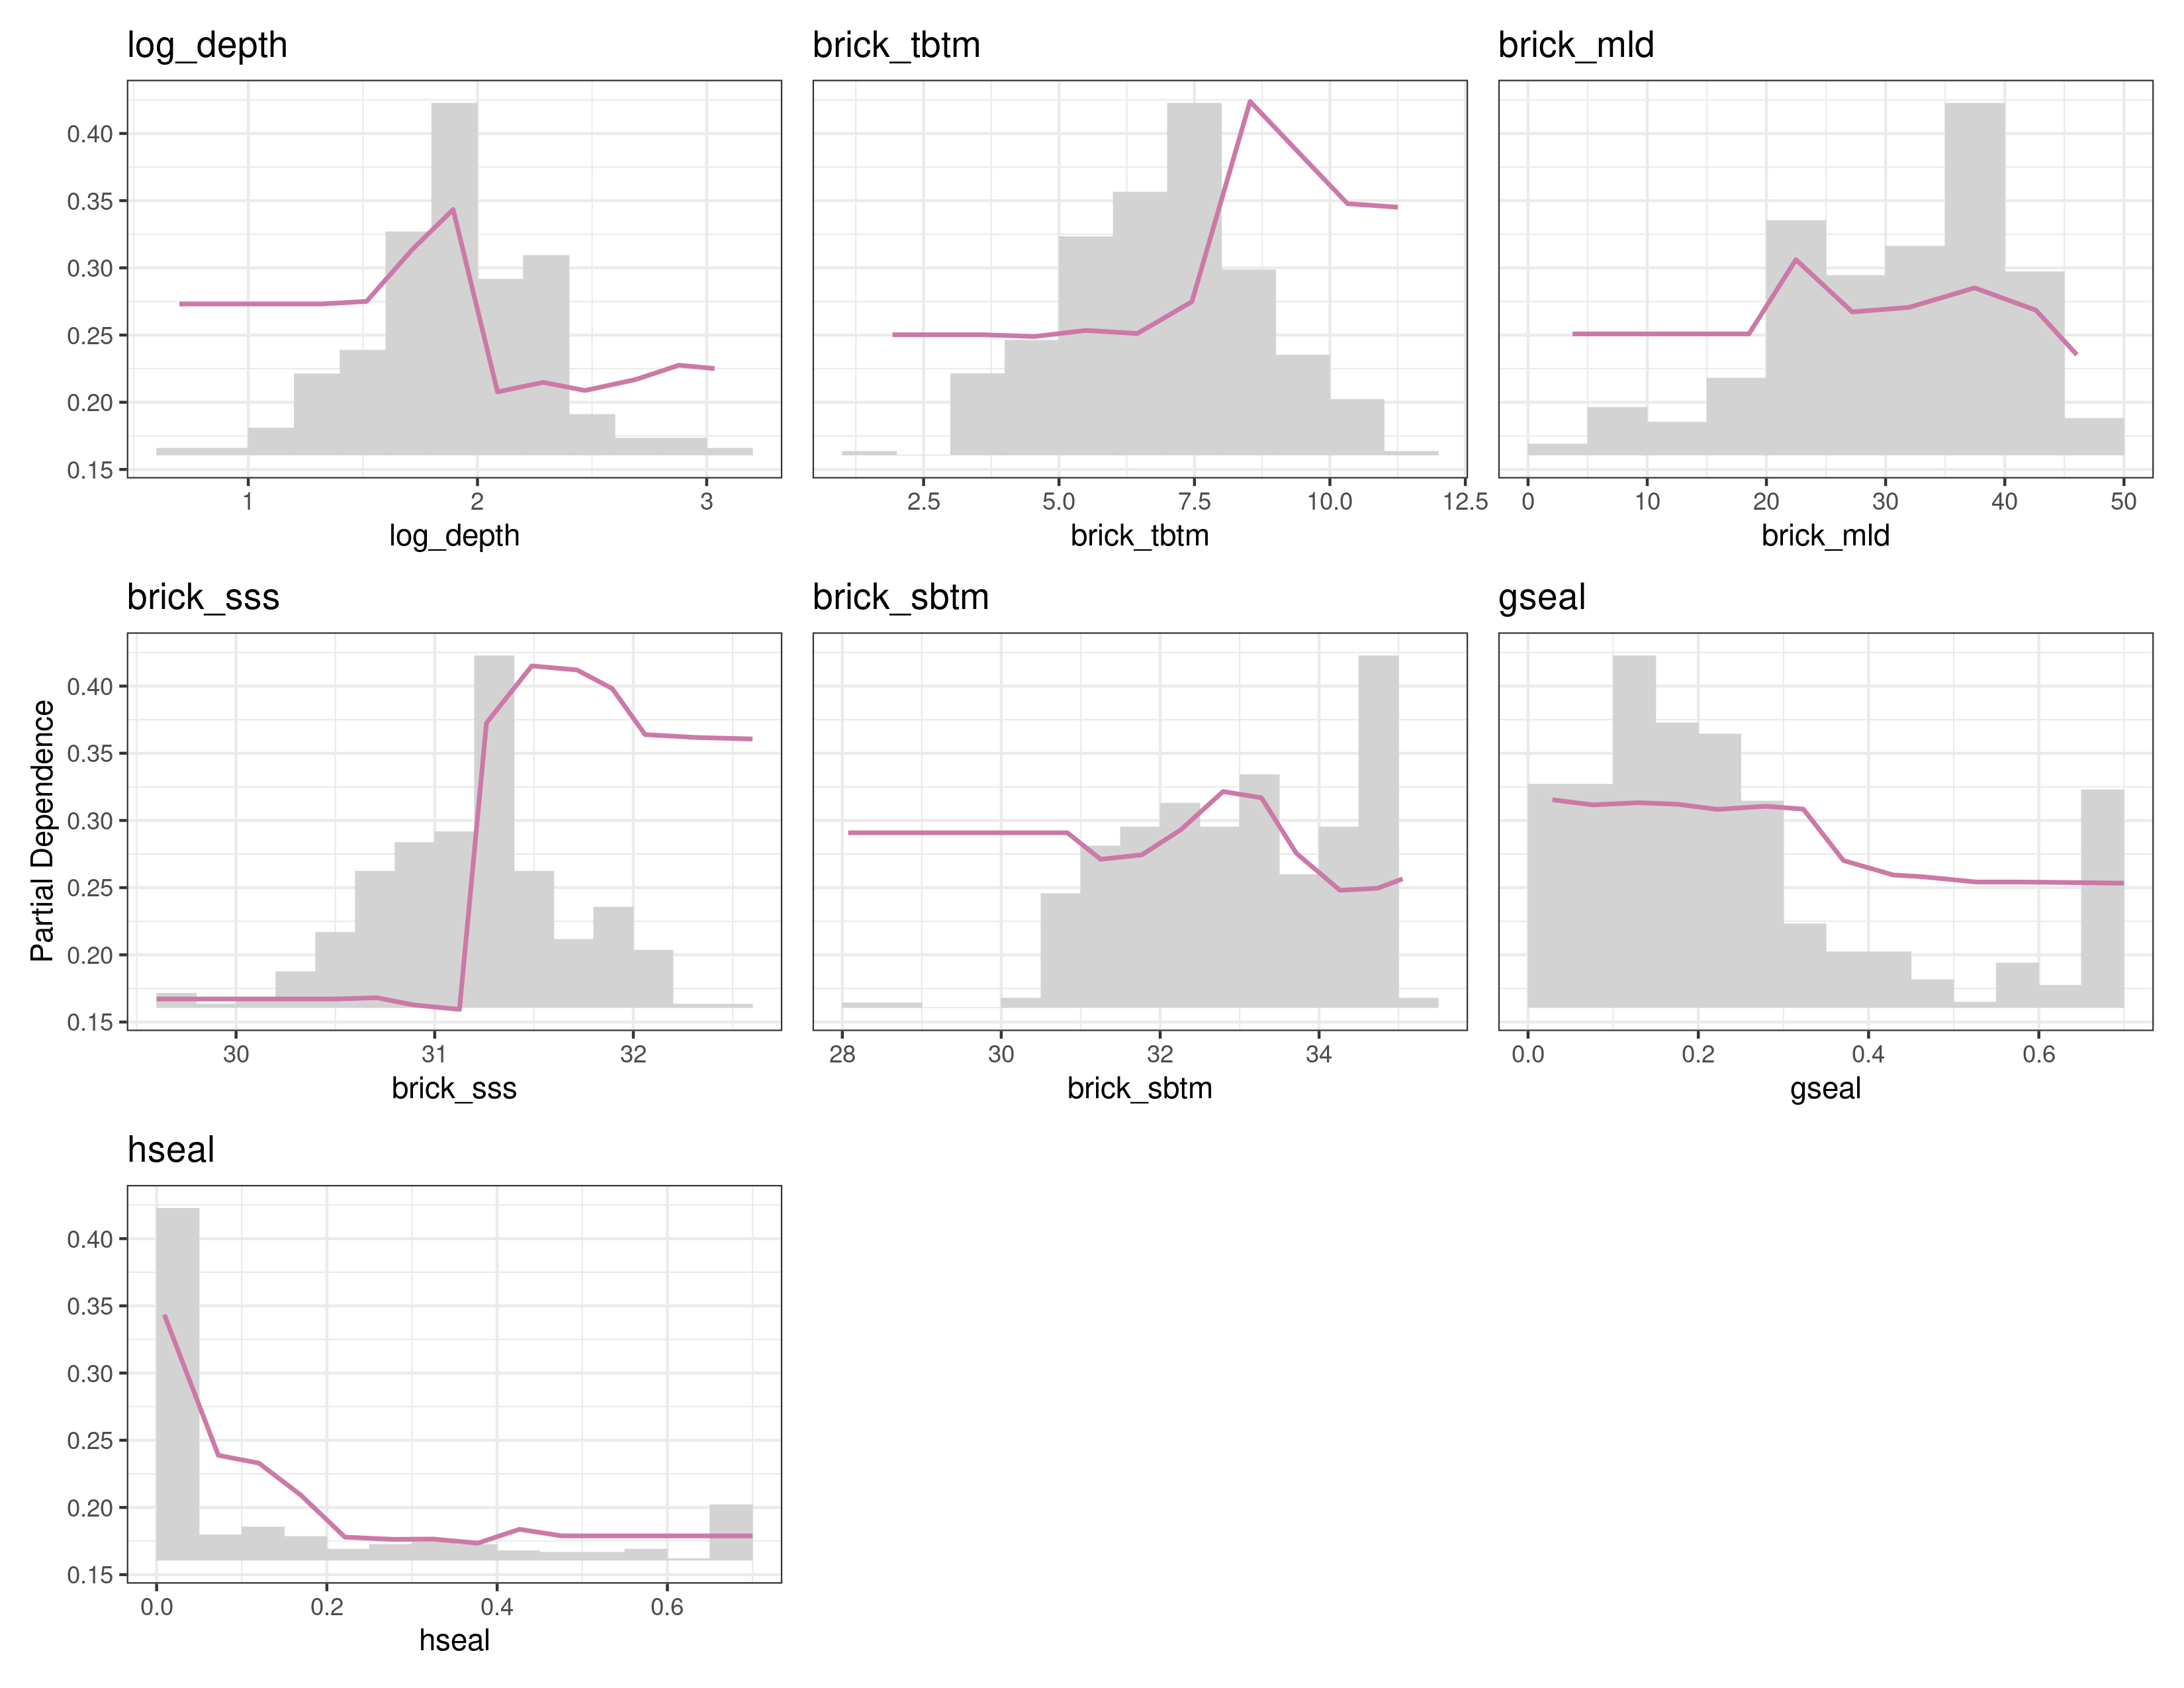 log_depth brick_tbtm brick_mld
0.40
0.35
0.30
0.25
0.20
0.15
1 2 3 2.5 5.0 7.5 10.0 12.5 0 10 20 30 40 50
log_depth brick_tbtm brick_mld
brick_sss brick_sbtm gseal
Partial Dependence
0.40
0.35
0.30
0.25
0.20
0.15
30 31 32 28 30 32 34 0.0 0.2 0.4 0.6
brick_sss brick_sbtm gseal
hseal
0.40
0.35
0.30
0.25
0.20
0.15
0.0 0.2 0.4 0.6
hseal